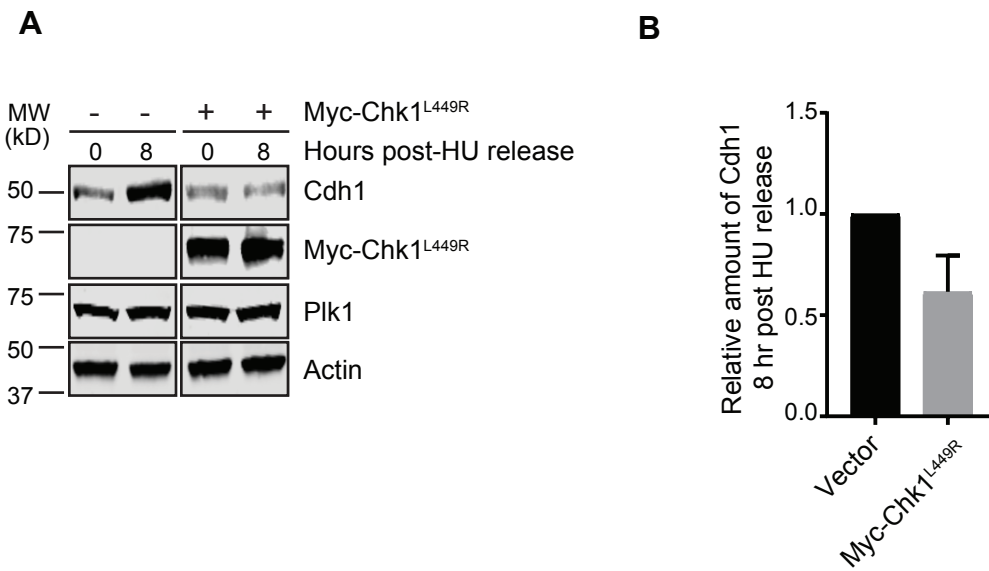 A
MW
(kD)
- - + + Myc-Chk1L449R
0 8 0 8 Hours post-HU release
50 Cdh1
75 Myc-Chk1L449R
75 Plk1
50 Actin
37
B
Relative amount of Cdh1
8 hr post HU release
1.5
1.0
0.5
0.0
Vector
Myc-Chk1L449R